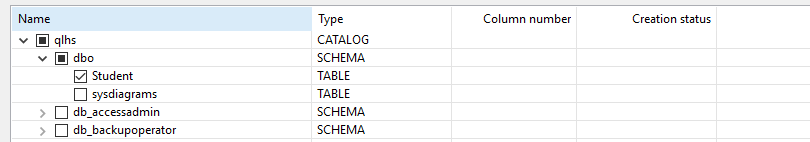 Name Type Column number Creation status
qlhs CATALOG
dbo SCHEMA
Student TABLE
sysdiagrams TABLE
db_accessadmin SCHEMA
db_backupoperator SCHEMA